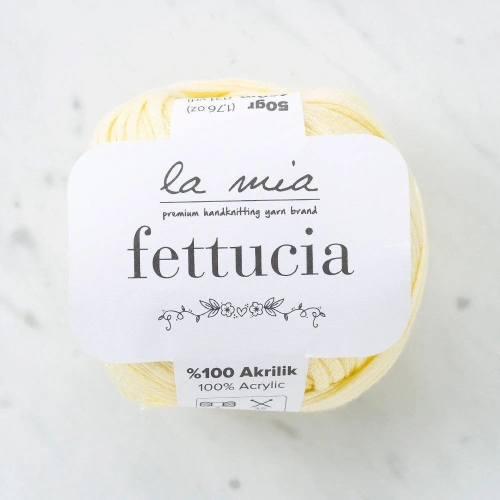 50gr (1,76 oz)
la mia
premium handknitting yarn brand
fettucia
%100 Akrilik
100% Acrylic